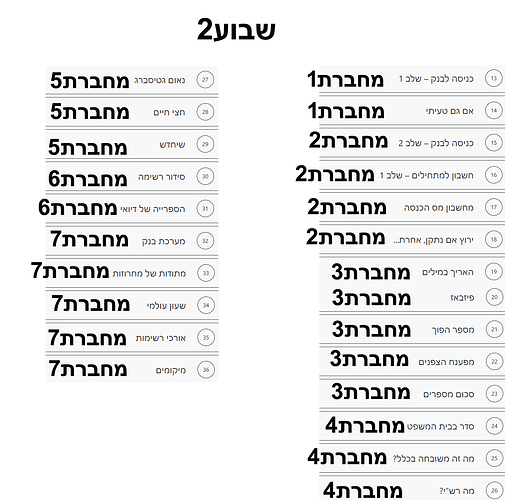 שבוע2
13 כניסה לבנק – שלב 1 מחברת1
14 אם גם טעיתי מחברת1
15 כניסה לבנק – שלב 2 מחברת2
16 חשבון למתחילים – שלב 1 מחברת2
17 מחשבון מס הכנסה מחברת2
18 ירוץ אם נתקן, אחרת... מחברת2
19 האריך במילים מחברת3
20 פיזבאז מחברת3
21 מספר הפוך מחברת3
22 מפענח הצפנים מחברת3
23 סכום מספרים מחברת3
24 סדר בבית המשפט מחברת4
25 מה זה משובחה בכלל? מחברת4
26 מה רש"י? מחברת4
27 נאום גטיסברג מחברת5
28 חצי חיים מחברת5
29 שיחדש מחברת5
30 סידור רשימה מחברת6
31 הספרייה של דיואי מחברת6
32 מערכת בנק מחברת7
33 מתודות של מחרוזות מחברת7
34 שעון עולמי מחברת7
35 אורכי רשימות מחברת7
36 מיקומים מחברת7